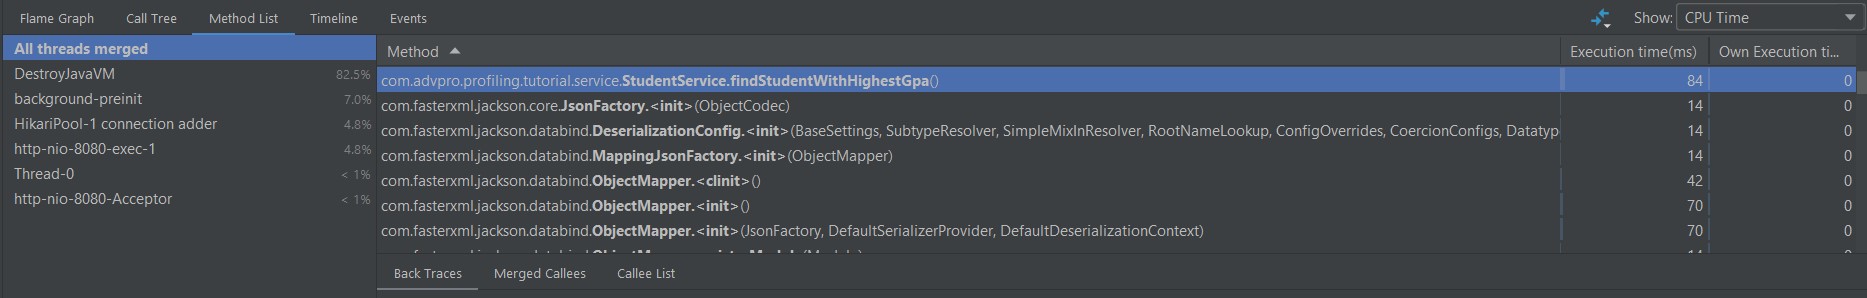 Flame Graph Call Tree Method List Timeline Events Show: CPU Time
All threads merged
DestroyJavaVM 82.5%
background-preinit 7.0%
HikariPool-1 connection adder 4.8%
http-nio-8080-exec-1 4.8%
Thread-0 < 1%
http-nio-8080-Acceptor < 1%
Method Execution time(ms) Own Execution ti...
com.advpro.profiling.tutorial.service.StudentService.findStudentWithHighestGpa() 84 0
com.fasterxml.jackson.core.JsonFactory.<init>(ObjectCodec) 14 0
com.fasterxml.jackson.databind.DeserializationConfig.<init>(BaseSettings, SubtypeResolver, SimpleMixInResolver, RootNameLookup, ConfigOverrides, CoercionConfigs, Datatyp 14 0
com.fasterxml.jackson.databind.MappingJsonFactory.<init>(ObjectMapper) 14 0
com.fasterxml.jackson.databind.ObjectMapper.<clinit>() 42 0
com.fasterxml.jackson.databind.ObjectMapper.<init>() 70 0
com.fasterxml.jackson.databind.ObjectMapper.<init>(JsonFactory, DefaultSerializerProvider, DefaultDeserializationContext) 70 0
Back Traces Merged Callees Callee List